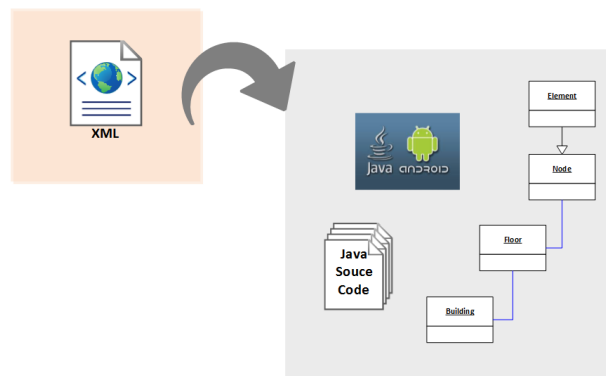 XML
Element
Java ANDROID
Node
Java
Souce
Code
Floor
Building